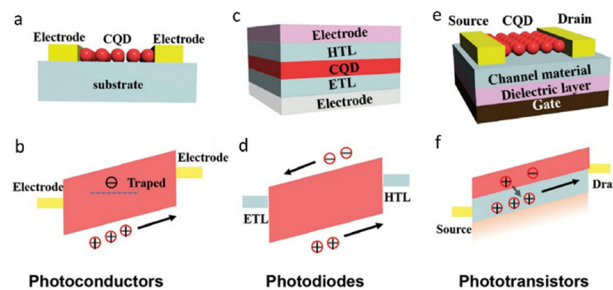 a
Electrode CQD Electrode
substrate
b
Electrode
Electrode
Traped
Photoconductors
c
Electrode
HTL
CQD
ETL
Electrode
d
ETL
HTL
Photodiodes
e
Source CQD Drain
Channel material
Dielectric layer
Gate
f
Source
Phototransistors